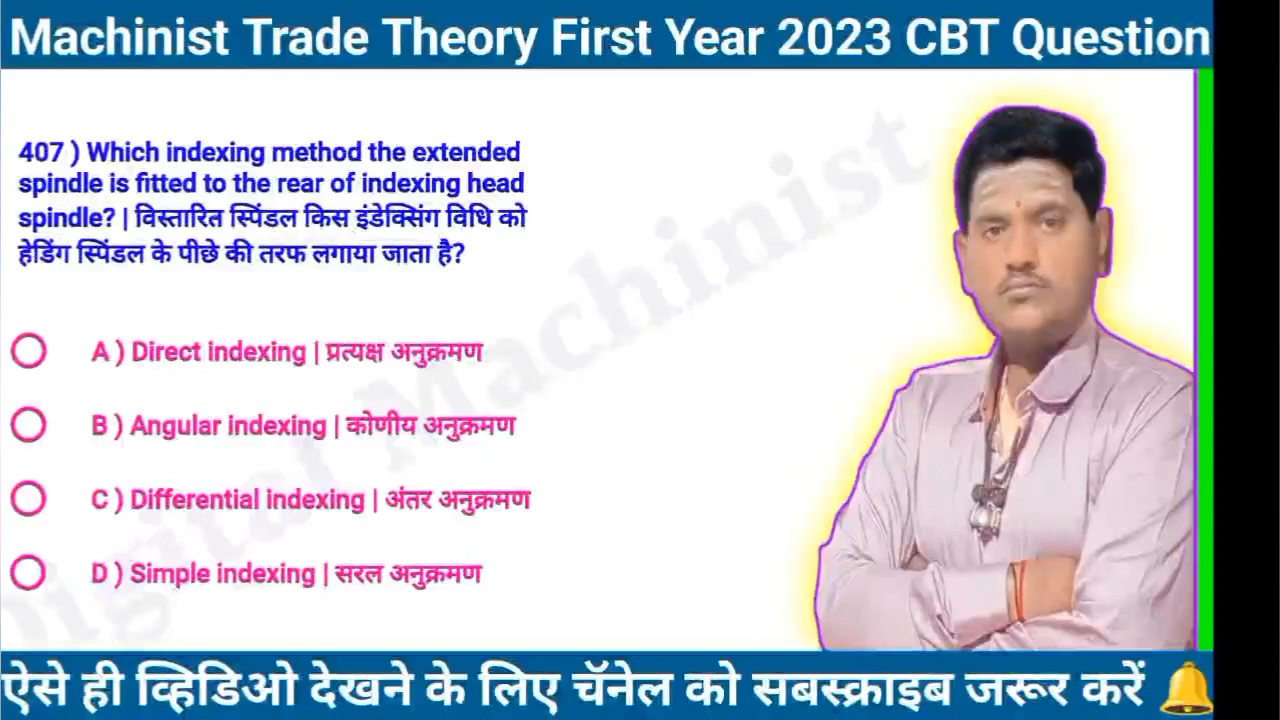 Machinist Trade Theory First Year 2023 CBT Question
407 ) Which indexing method the extended
spindle is fitted to the rear of indexing head
spindle? | विस्तारित स्पिंडल किस इंडेक्सिंग विधि को
हेडिंग स्पिंडल के पीछे की तरफ लगाया जाता है?
A ) Direct indexing | प्रत्यक्ष अनुक्रमण
B ) Angular indexing | कोणीय अनुक्रमण
C ) Differential indexing | अंतर अनुक्रमण
D ) Simple indexing | सरल अनुक्रमण
Digital Machinist
ऐसे ही व्हिडिओ देखने के लिए चॅनेल को सबस्क्राइब जरूर करें